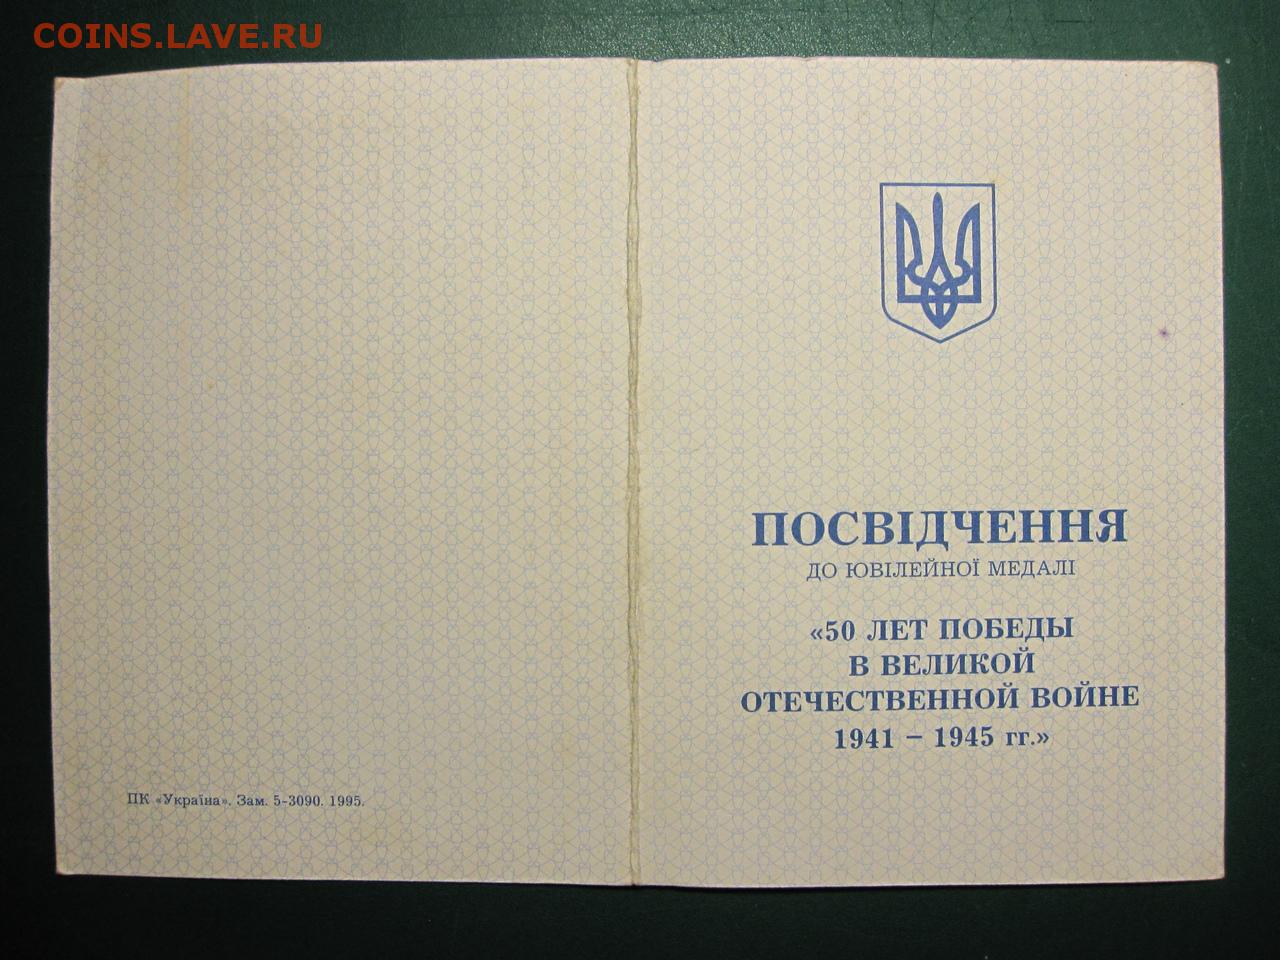 COINS.LAVE.RU
ПОСВІДЧЕННЯ
ДО ЮВІЛЕЙНОЇ МЕДАЛІ
«50 ЛЕТ ПОБЕДЫ
В ВЕЛИКОЙ
ОТЕЧЕСТВЕННОЙ ВОЙНЕ
1941 – 1945 гг.»
ПК «Україна». Зам. 5-3090. 1995.